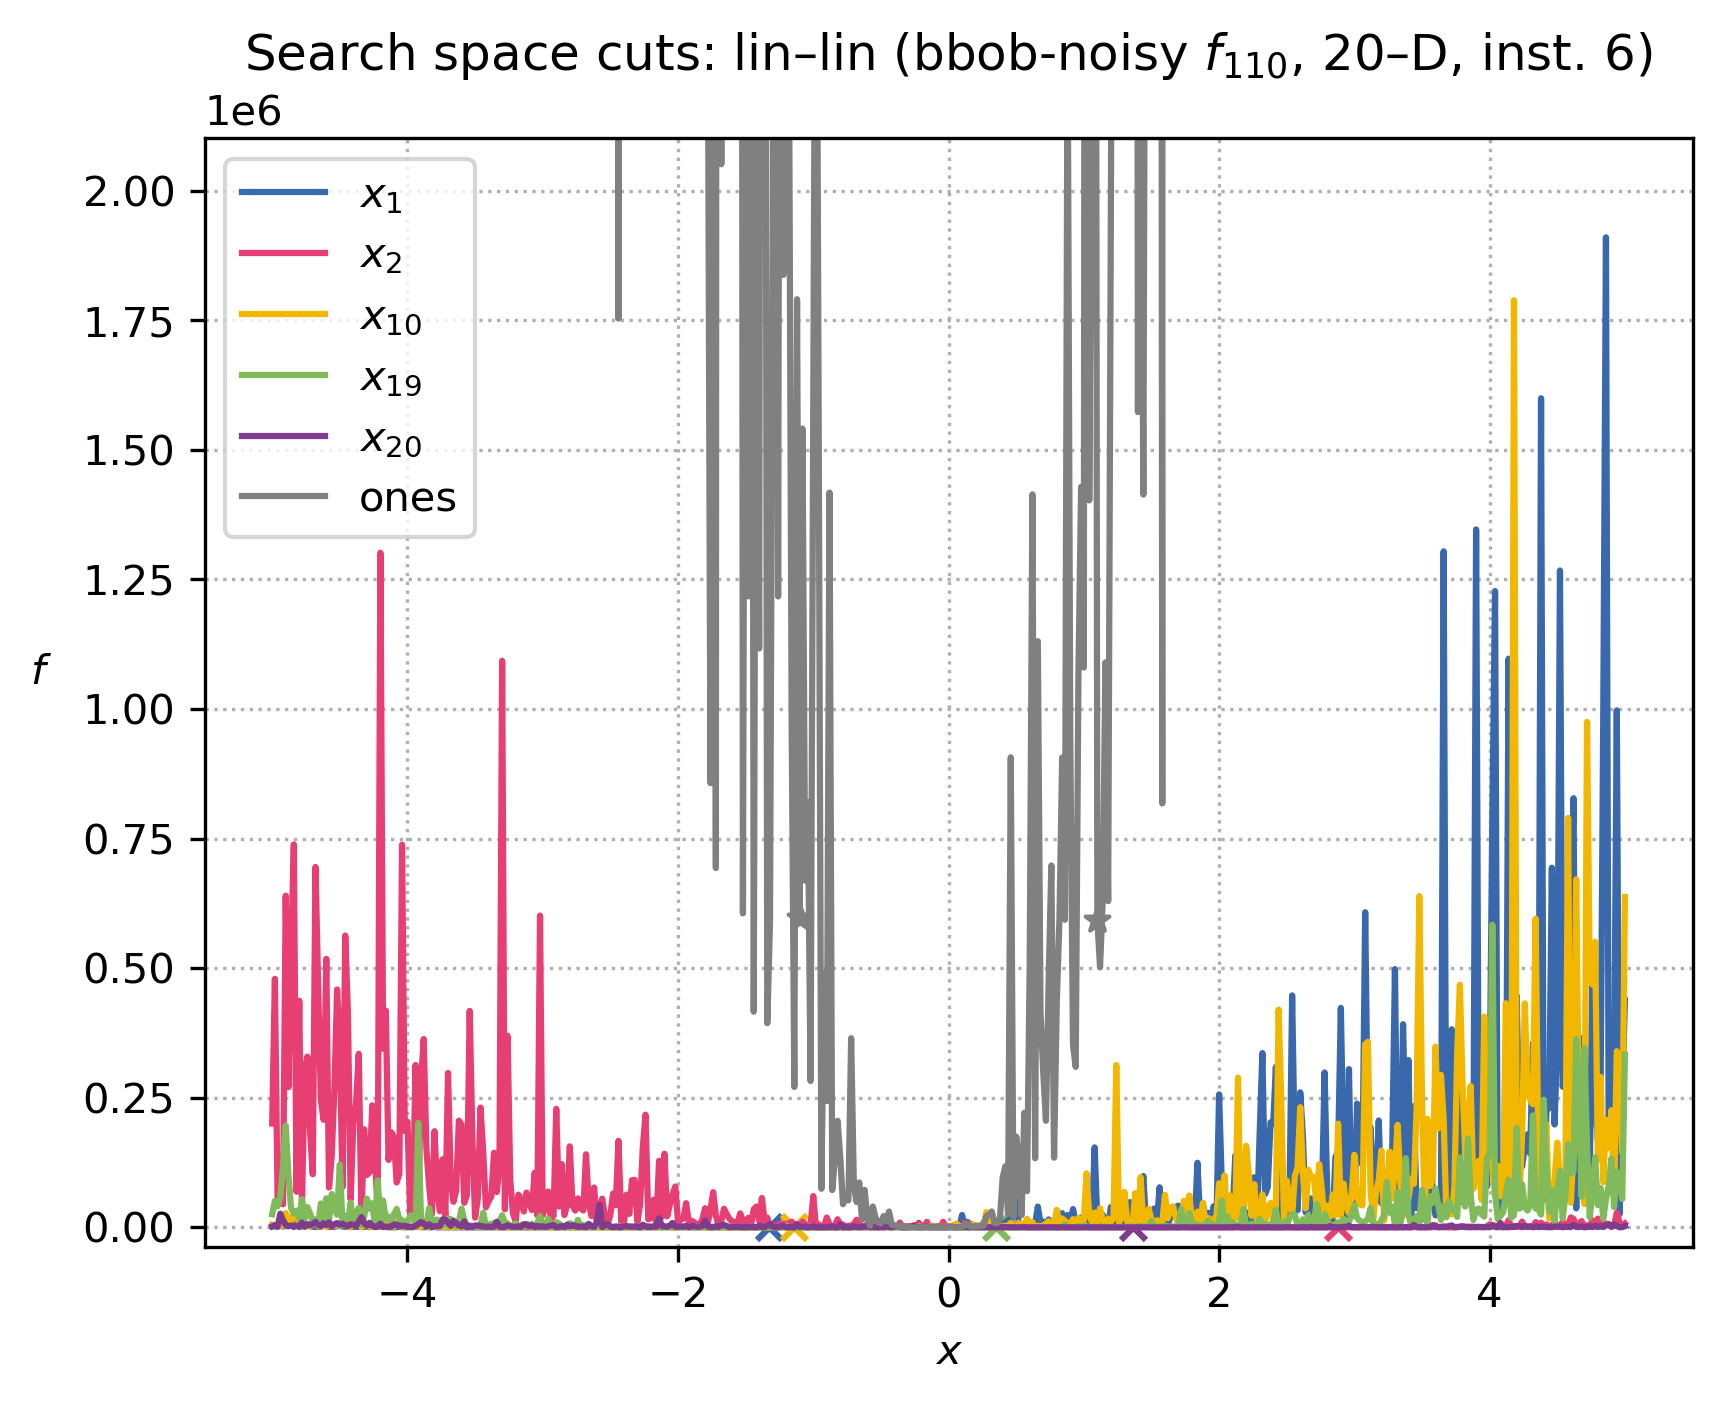 Search space cuts: lin–lin (bbob-noisy f₁₁₀, 20–D, inst. 6)
1e6
2.00
1.75
1.50
1.25
1.00
0.75
0.50
0.25
0.00
f
x₁
x₂
x₁₀
x₁₉
x₂₀
ones
−4
−2
0
2
4
x